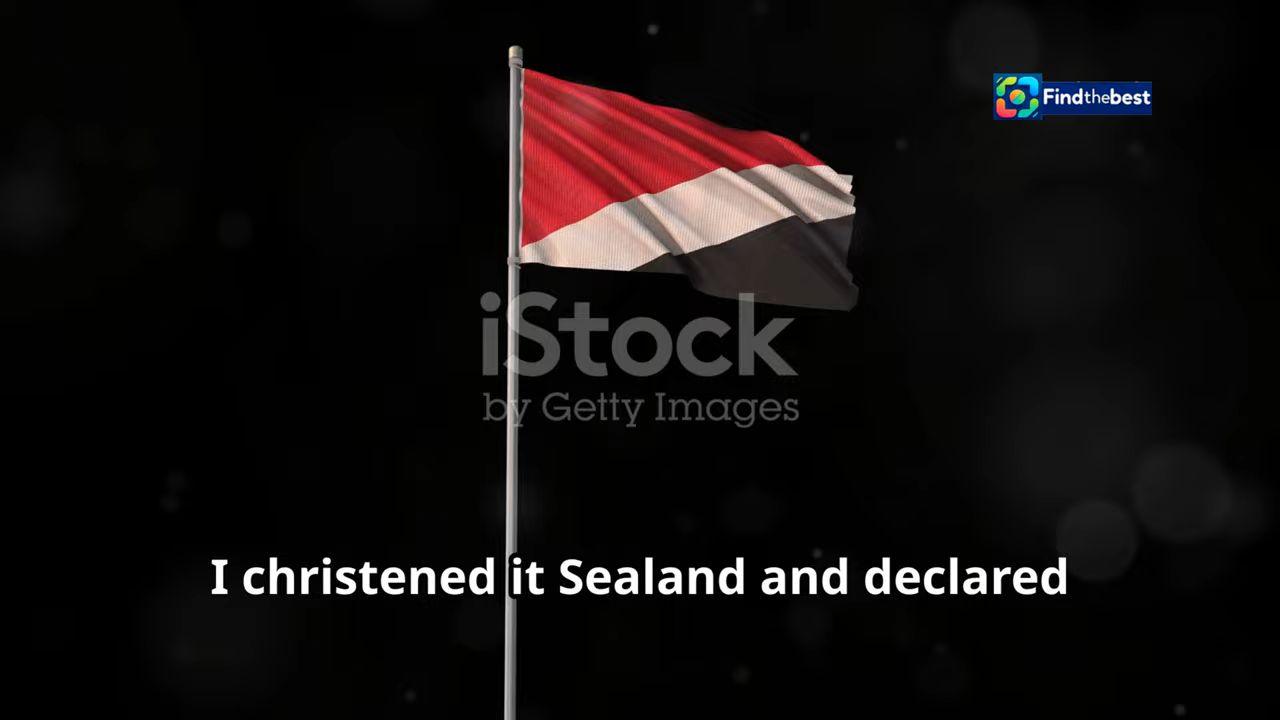 Findthebest
iStock
by Getty Images
I christened it Sealand and declared